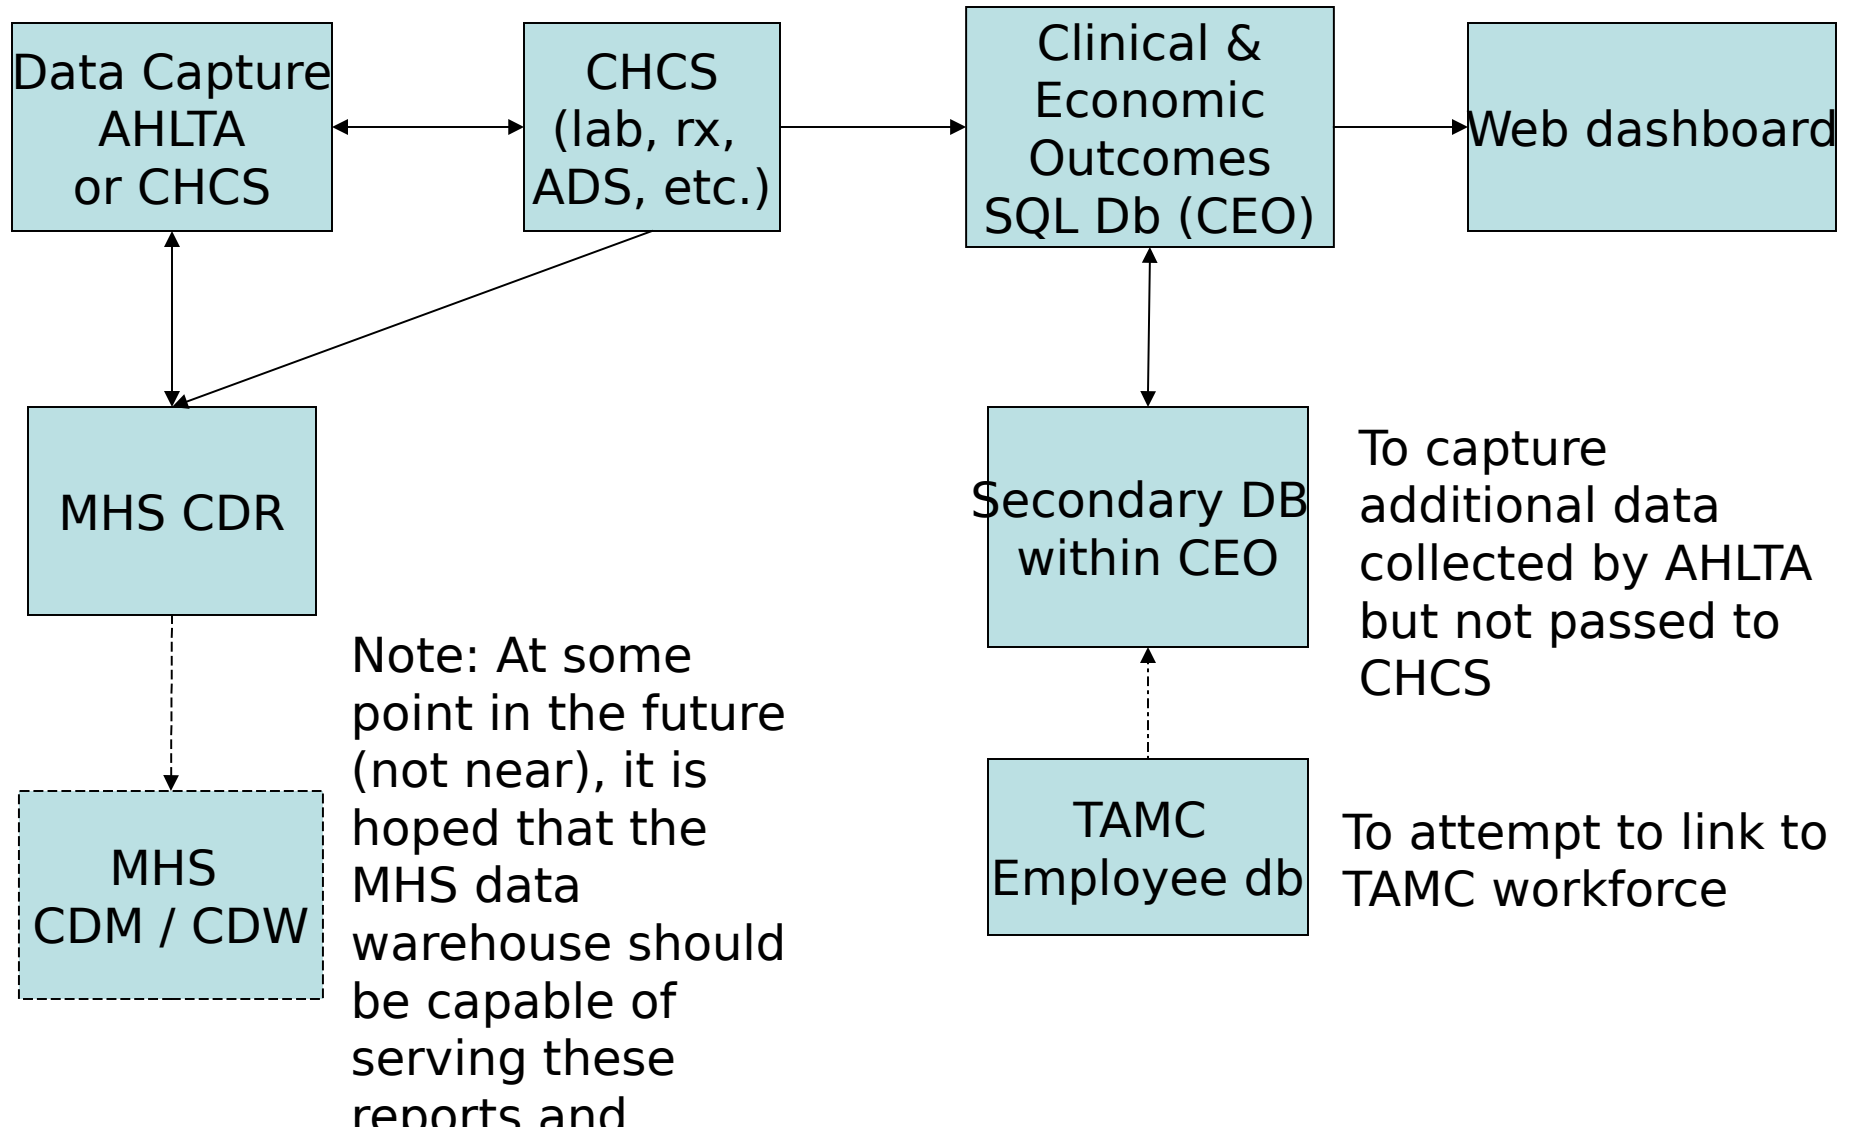 Data Capture
AHLTA
or CHCS
CHCS
(lab, rx,
ADS, etc.)
Clinical &
Economic
Outcomes
SQL Db (CEO)
Web dashboard
MHS CDR
Secondary DB
within CEO
To capture
additional data
collected by AHLTA
but not passed to
CHCS
Note: At some
point in the future
(not near), it is
hoped that the
MHS data
warehouse should
be capable of
serving these
reports and
MHS
CDM / CDW
TAMC
Employee db
To attempt to link to
TAMC workforce